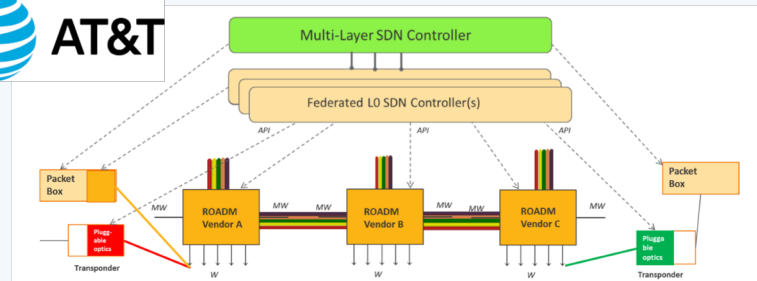 AT&T
Multi-Layer SDN Controller
Federated L0 SDN Controller(s)
API
API
API
Packet
Box
Packet
Box
MW
ROADM
Vendor A
MW
MW
ROADM
Vendor B
MW
MW
ROADM
Vendor C
MW
Plugg-
able
optics
Transponder
Plugga
ble
optics
Transponder
W
W
W